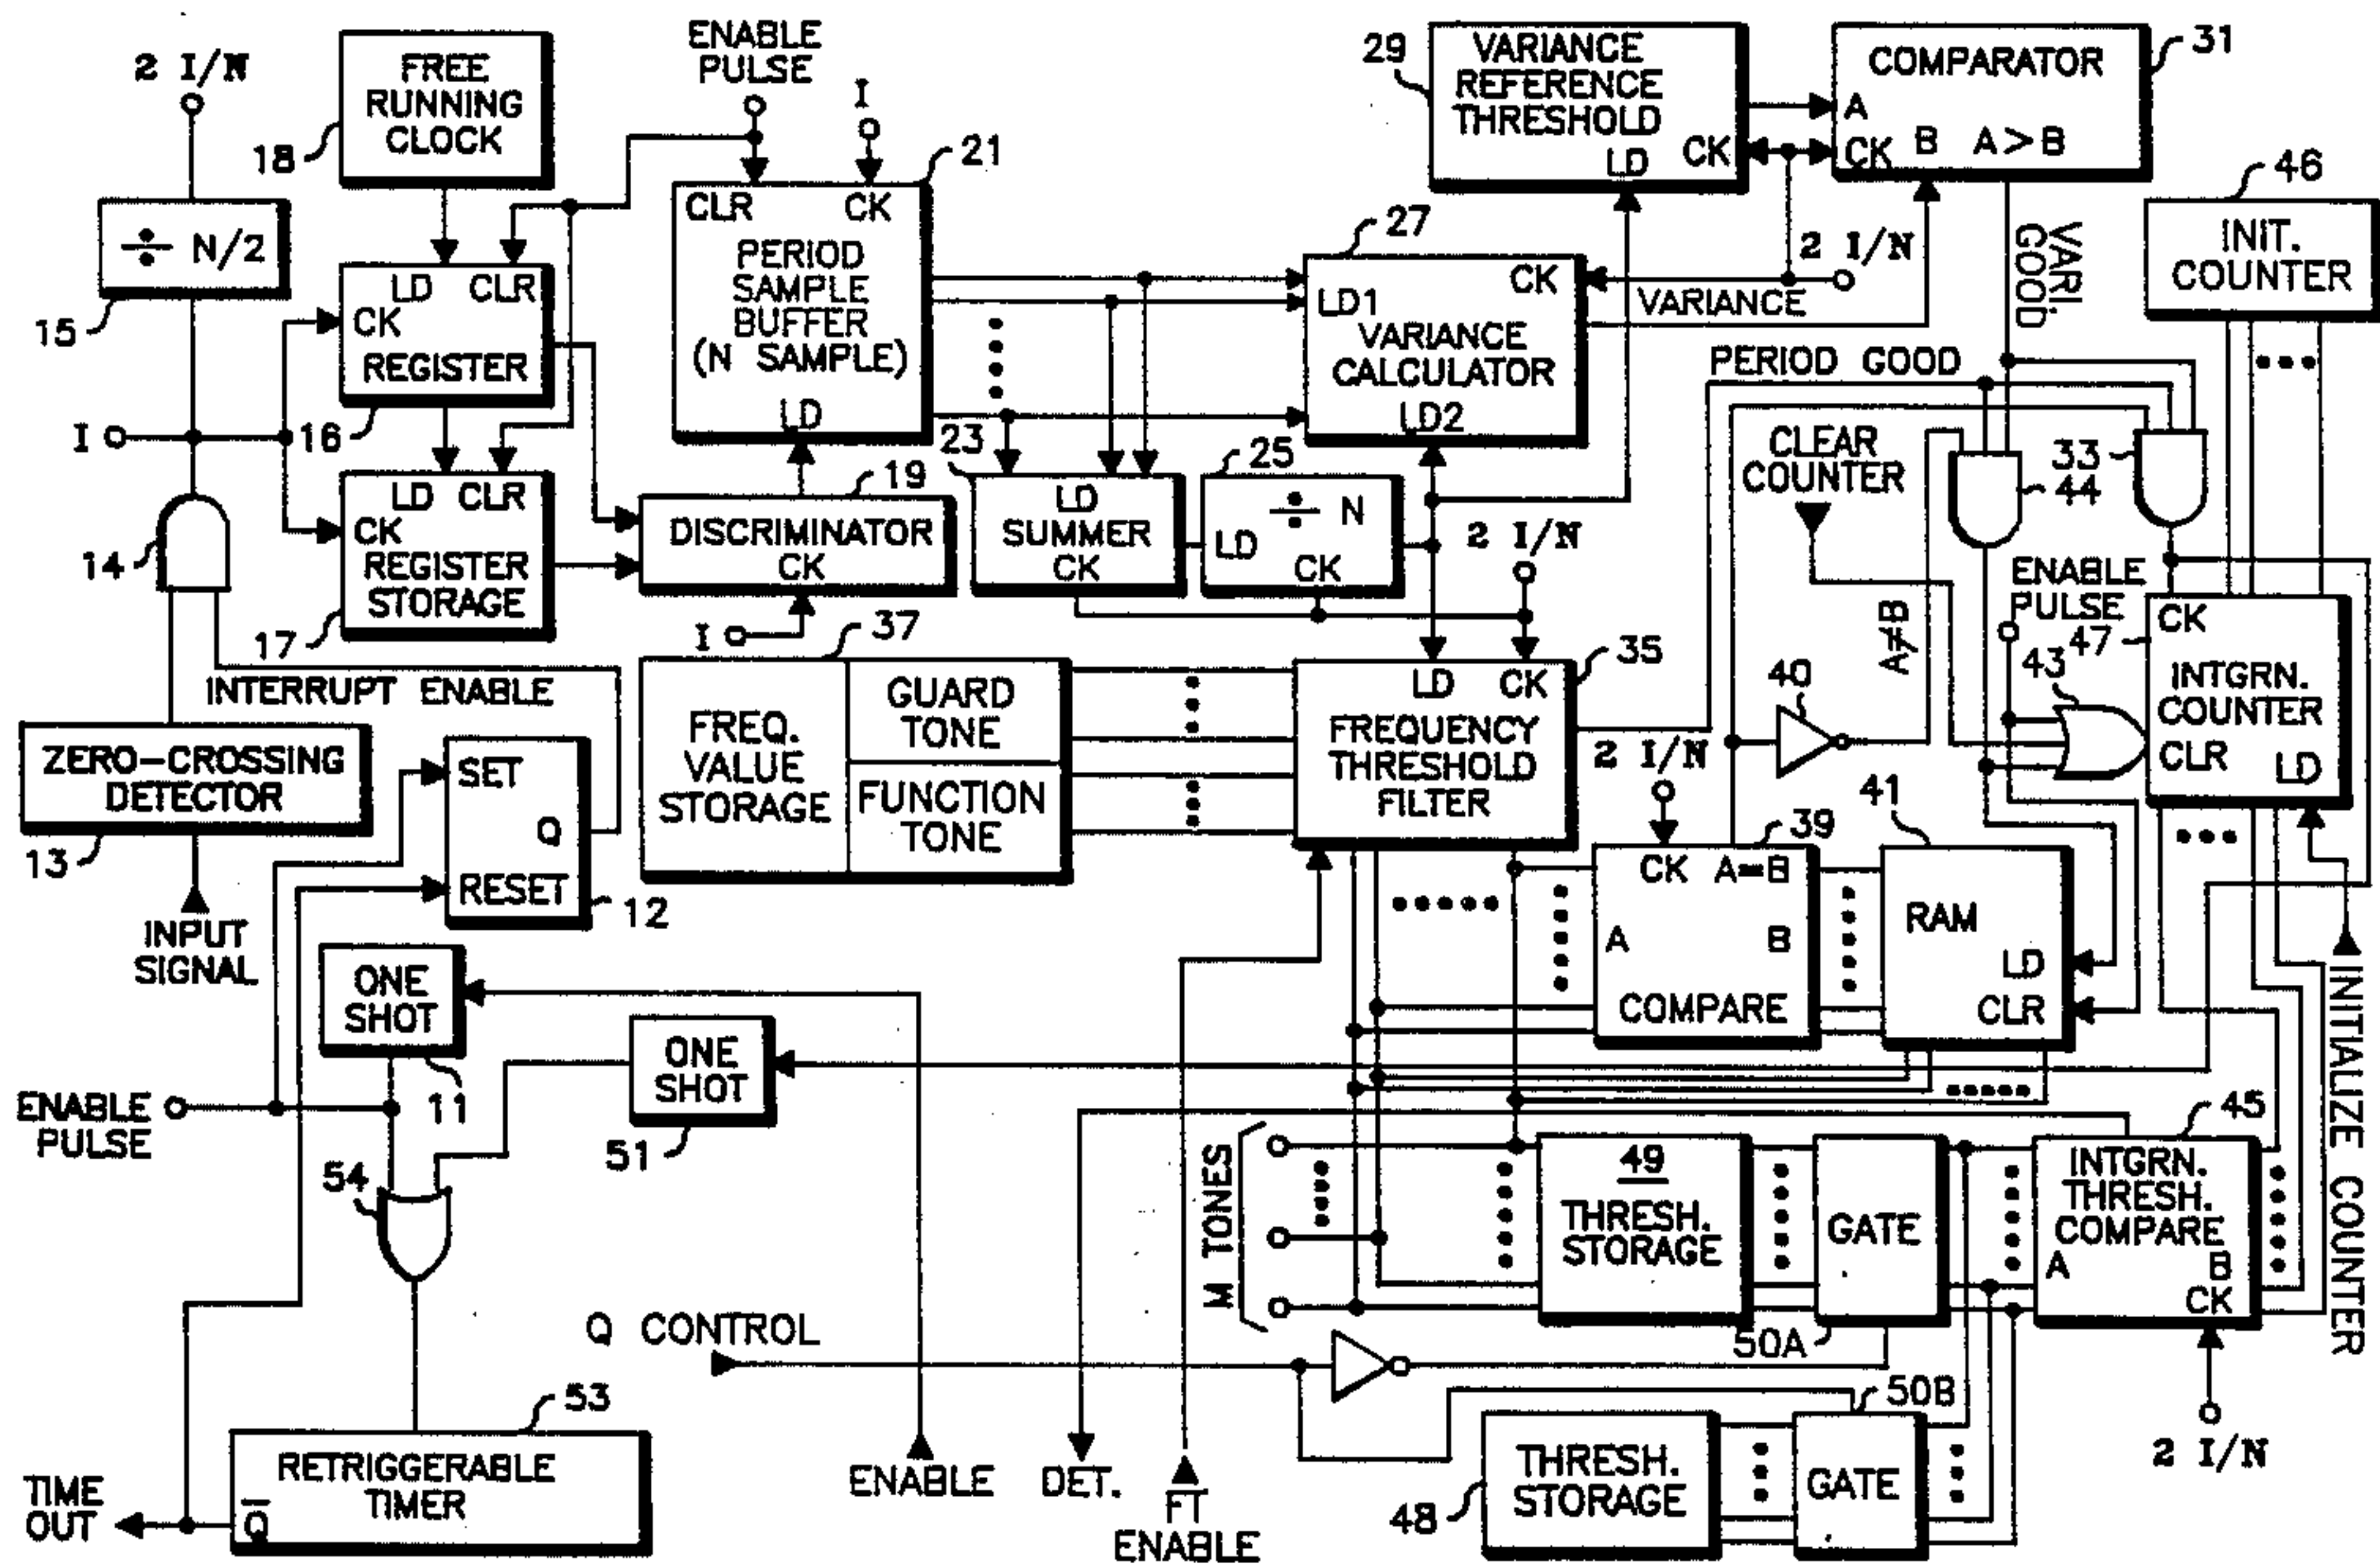 2 I/N
FREE
RUNNING
CLOCK
18
ENABLE
PULSE
I
21
29
VARIANCE
REFERENCE
THRESHOLD
LD
CK
COMPARATOR
A
CK B A>B
31
÷ N/2
15
LD CLR
CK
REGISTER
16
I
CLR CK
PERIOD
SAMPLE
BUFFER
(N SAMPLE)
LD
27
CK
LD1
VARIANCE
CALCULATOR
LD2
2 I/N
VARIANCE
VARI.
GOOD
46
INIT.
COUNTER
PERIOD GOOD
14
LD CLR
CK
REGISTER
STORAGE
17
19
DISCRIMINATOR
CK
I
23
LD
SUMMER
CK
25
÷ N
LD
CK
2 I/N
CLEAR
COUNTER
33
44
ENABLE
PULSE
A≠B
47
CK
INTGRN.
COUNTER
CLR
LD
43
40
INTERRUPT ENABLE
ZERO-CROSSING
DETECTOR
13
INPUT
SIGNAL
SET
Q
RESET
12
37
FREQ.
VALUE
STORAGE
GUARD
TONE
FUNCTION
TONE
35
LD CK
FREQUENCY
THRESHOLD
FILTER
2 I/N
39
CK A=B
A B
COMPARE
41
RAM
LD
CLR
INITIALIZE COUNTER
ONE
SHOT
11
ONE
SHOT
51
ENABLE
PULSE
54
M TONES
49
THRESH.
STORAGE
GATE
50A
45
INTGRN.
THRESH.
COMPARE
A B
CK
2 I/N
Q CONTROL
50B
48
THRESH.
STORAGE
GATE
53
RETRIGGERABLE
TIMER
Q̅
TIME
OUT
ENABLE
DET.
FT
ENABLE